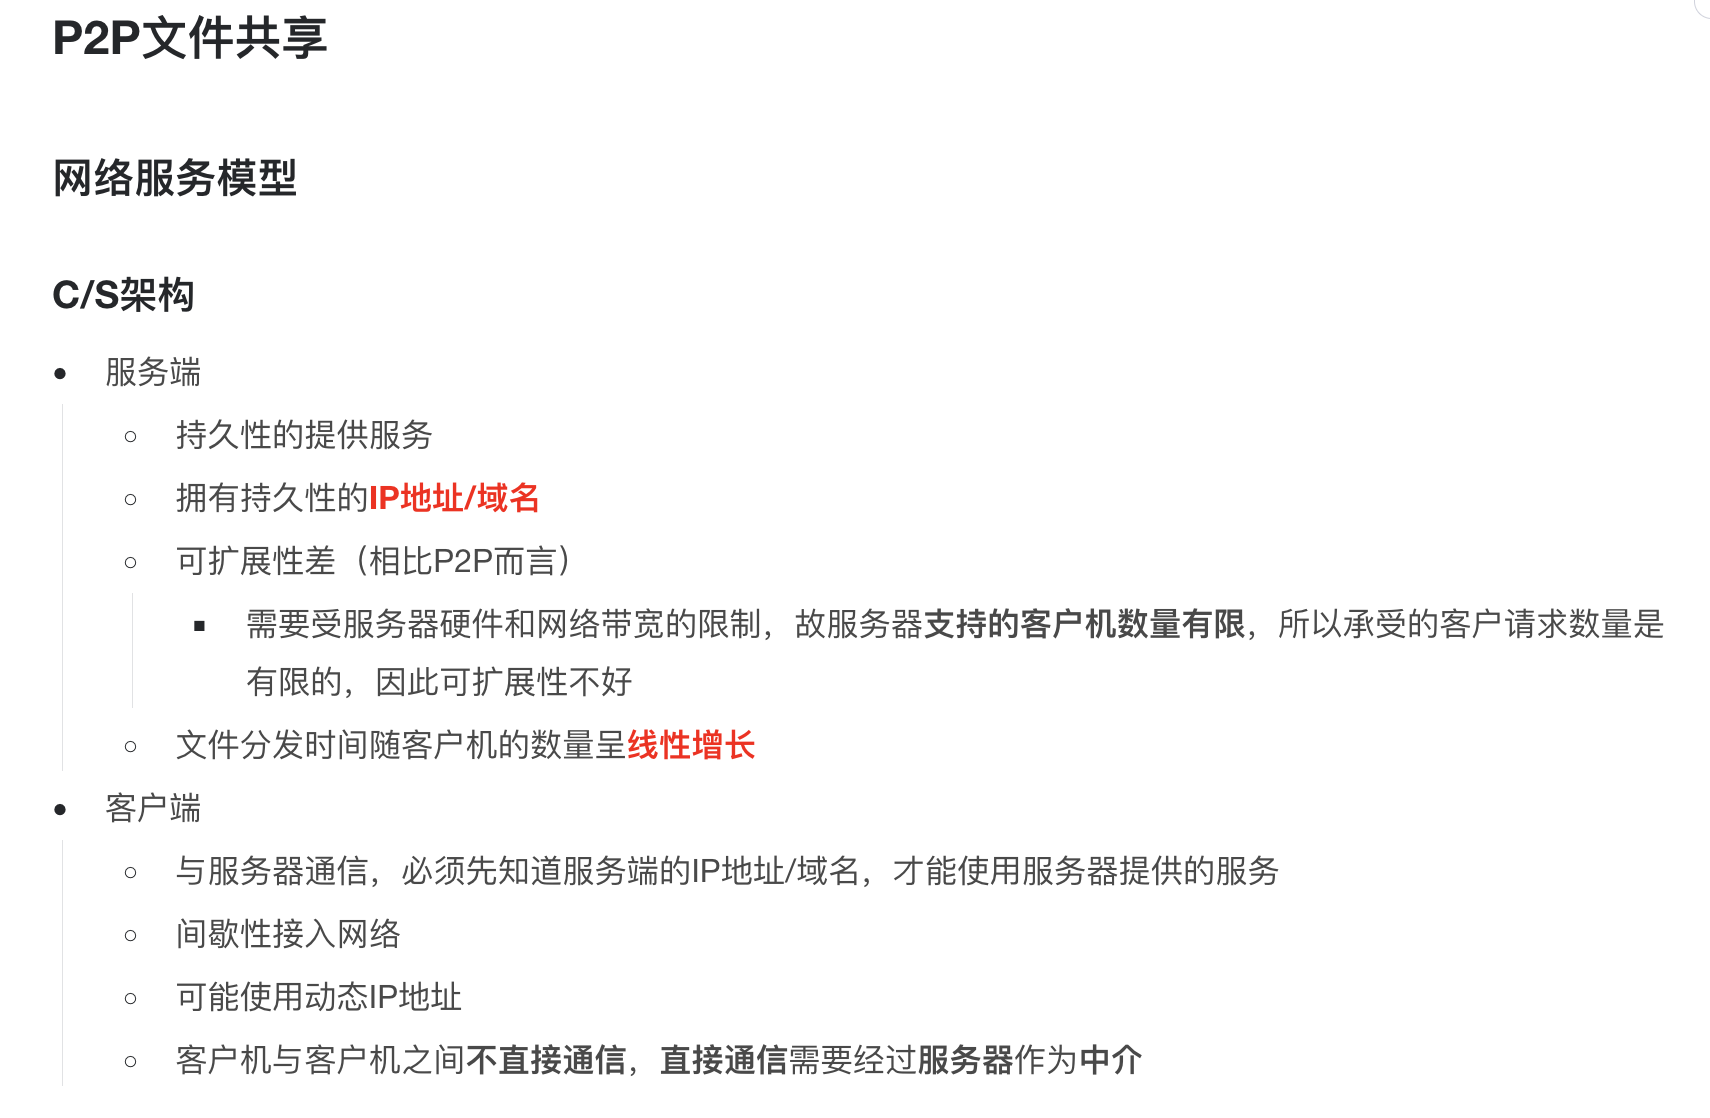 P2P文件共享
网络服务模型
C/S架构
服务端
持久性的提供服务
拥有持久性的IP地址/域名
可扩展性差（相比P2P而言）
需要受服务器硬件和网络带宽的限制，故服务器支持的客户机数量有限，所以承受的客户请求数量是
有限的，因此可扩展性不好
文件分发时间随客户机的数量呈线性增长
客户端
与服务器通信，必须先知道服务端的IP地址/域名，才能使用服务器提供的服务
间歇性接入网络
可能使用动态IP地址
客户机与客户机之间不直接通信，直接通信需要经过服务器作为中介